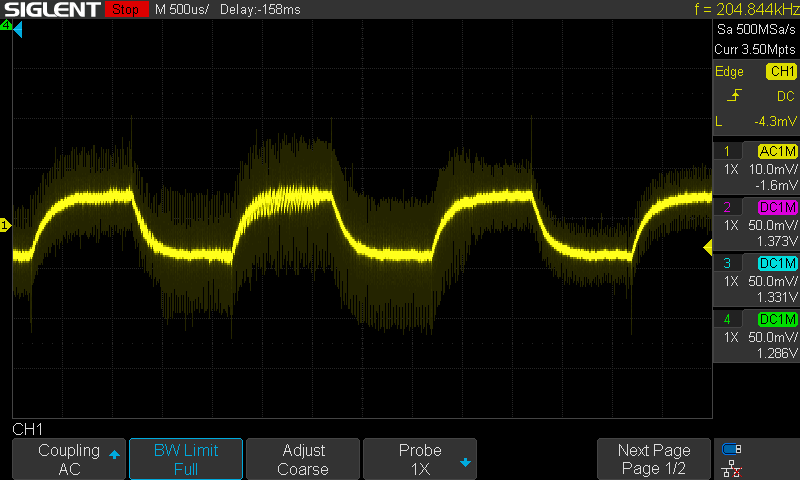 SIGLENT Stop M 500us/ Delay:-158ms f = 204.844kHz
Sa 500MSa/s
Curr 3.50Mpts
Edge CH1
DC
L -4.3mV
1 AC1M
1X 10.0mV/
-1.6mV
2 DC1M
1X 50.0mV/
1.373V
3 DC1M
1X 50.0mV/
1.331V
4 DC1M
1X 50.0mV/
1.286V
4
1
CH1
Coupling
AC
BW Limit
Full
Adjust
Coarse
Probe
1X
Next Page
Page 1/2